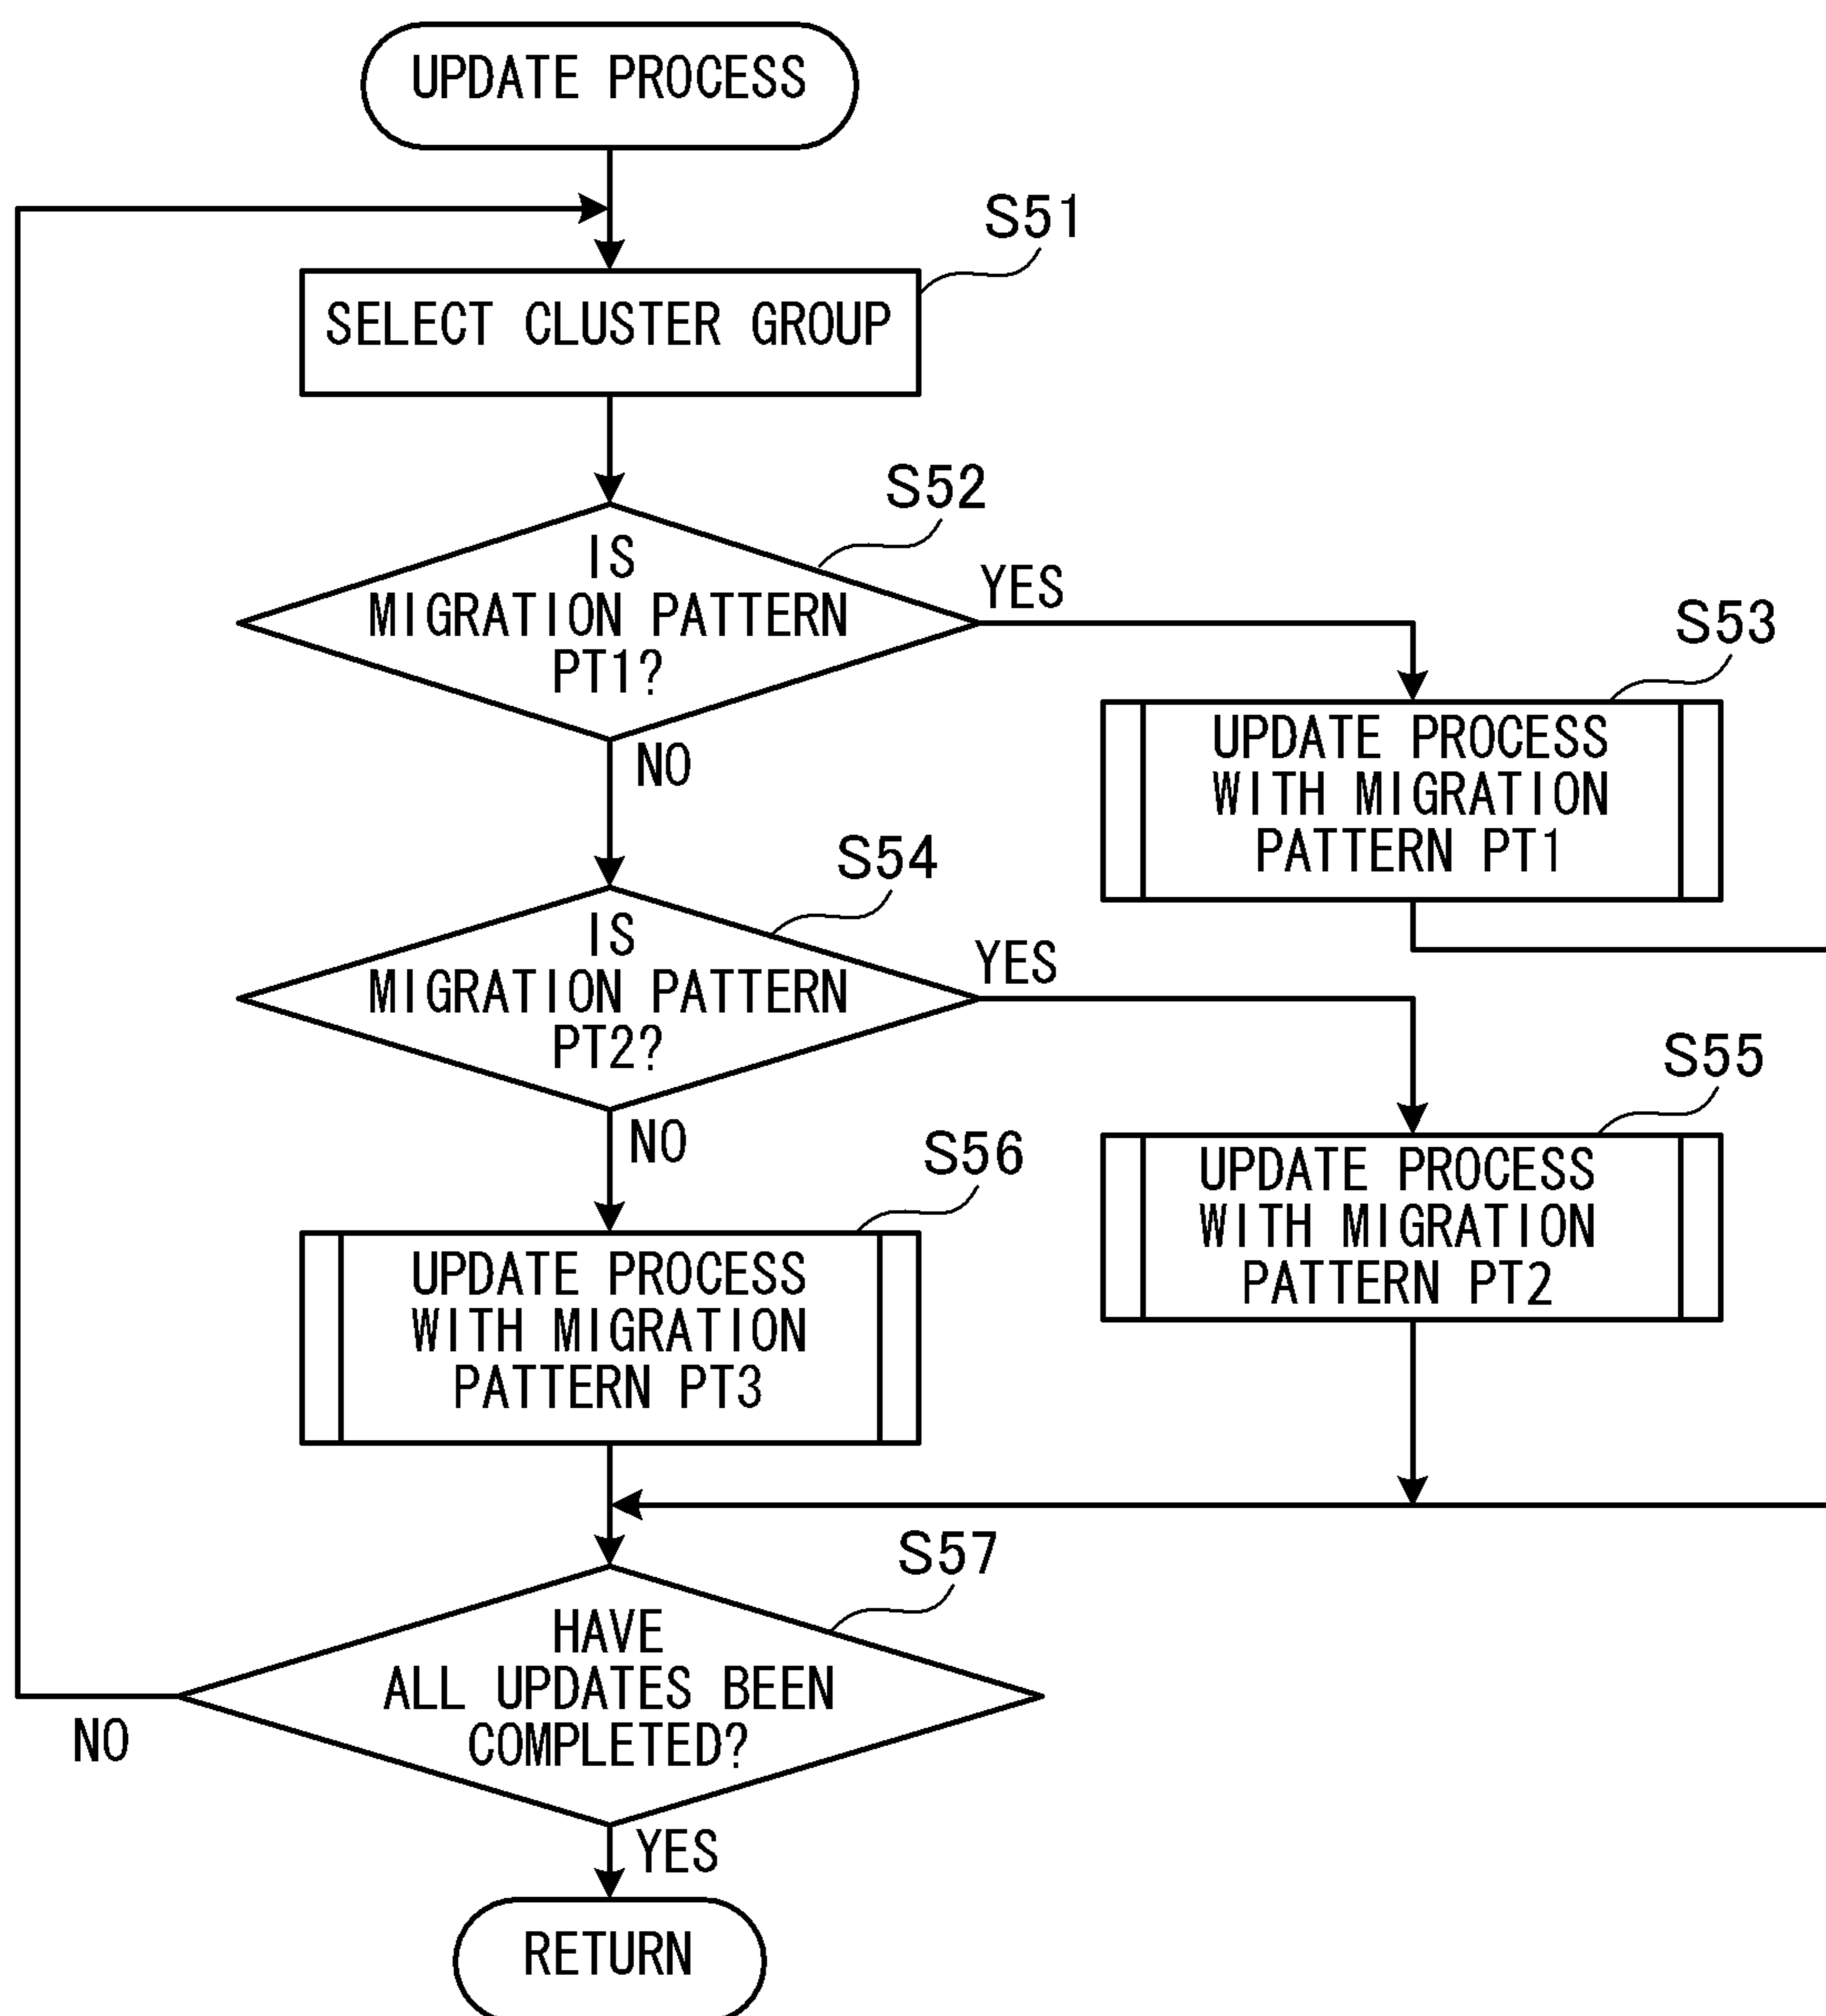 UPDATE PROCESS
S51
SELECT CLUSTER GROUP
S52
IS
MIGRATION PATTERN
PT1?
YES
NO
S53
UPDATE PROCESS
WITH MIGRATION
PATTERN PT1
S54
IS
MIGRATION PATTERN
PT2?
YES
NO
S55
UPDATE PROCESS
WITH MIGRATION
PATTERN PT2
S56
UPDATE PROCESS
WITH MIGRATION
PATTERN PT3
S57
HAVE
ALL UPDATES BEEN
COMPLETED?
NO
YES
RETURN